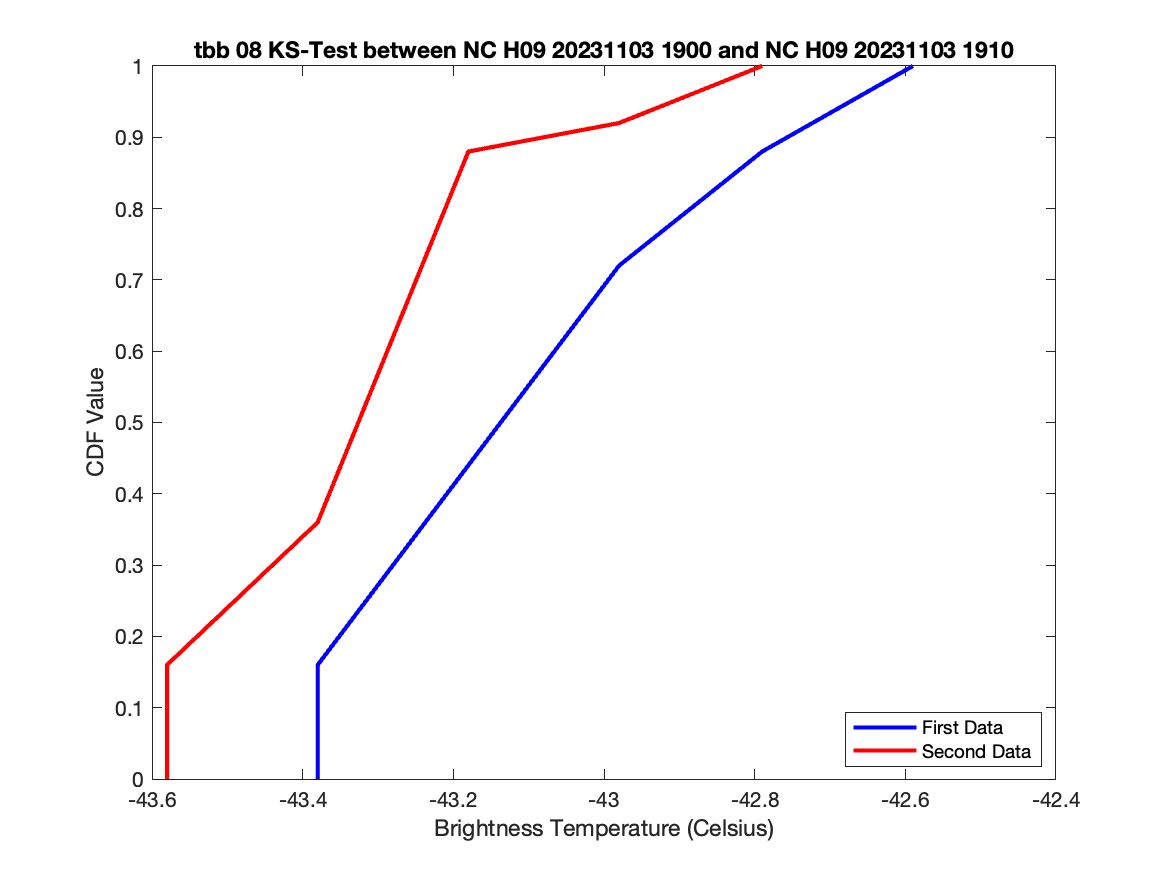 tbb 08 KS-Test between NC H09 20231103 1900 and NC H09 20231103 1910
1
0.9
0.8
0.7
0.6
0.5
0.4
0.3
0.2
0.1
0
CDF Value
-43.6 -43.4 -43.2 -43 -42.8 -42.6 -42.4
Brightness Temperature (Celsius)
First Data
Second Data